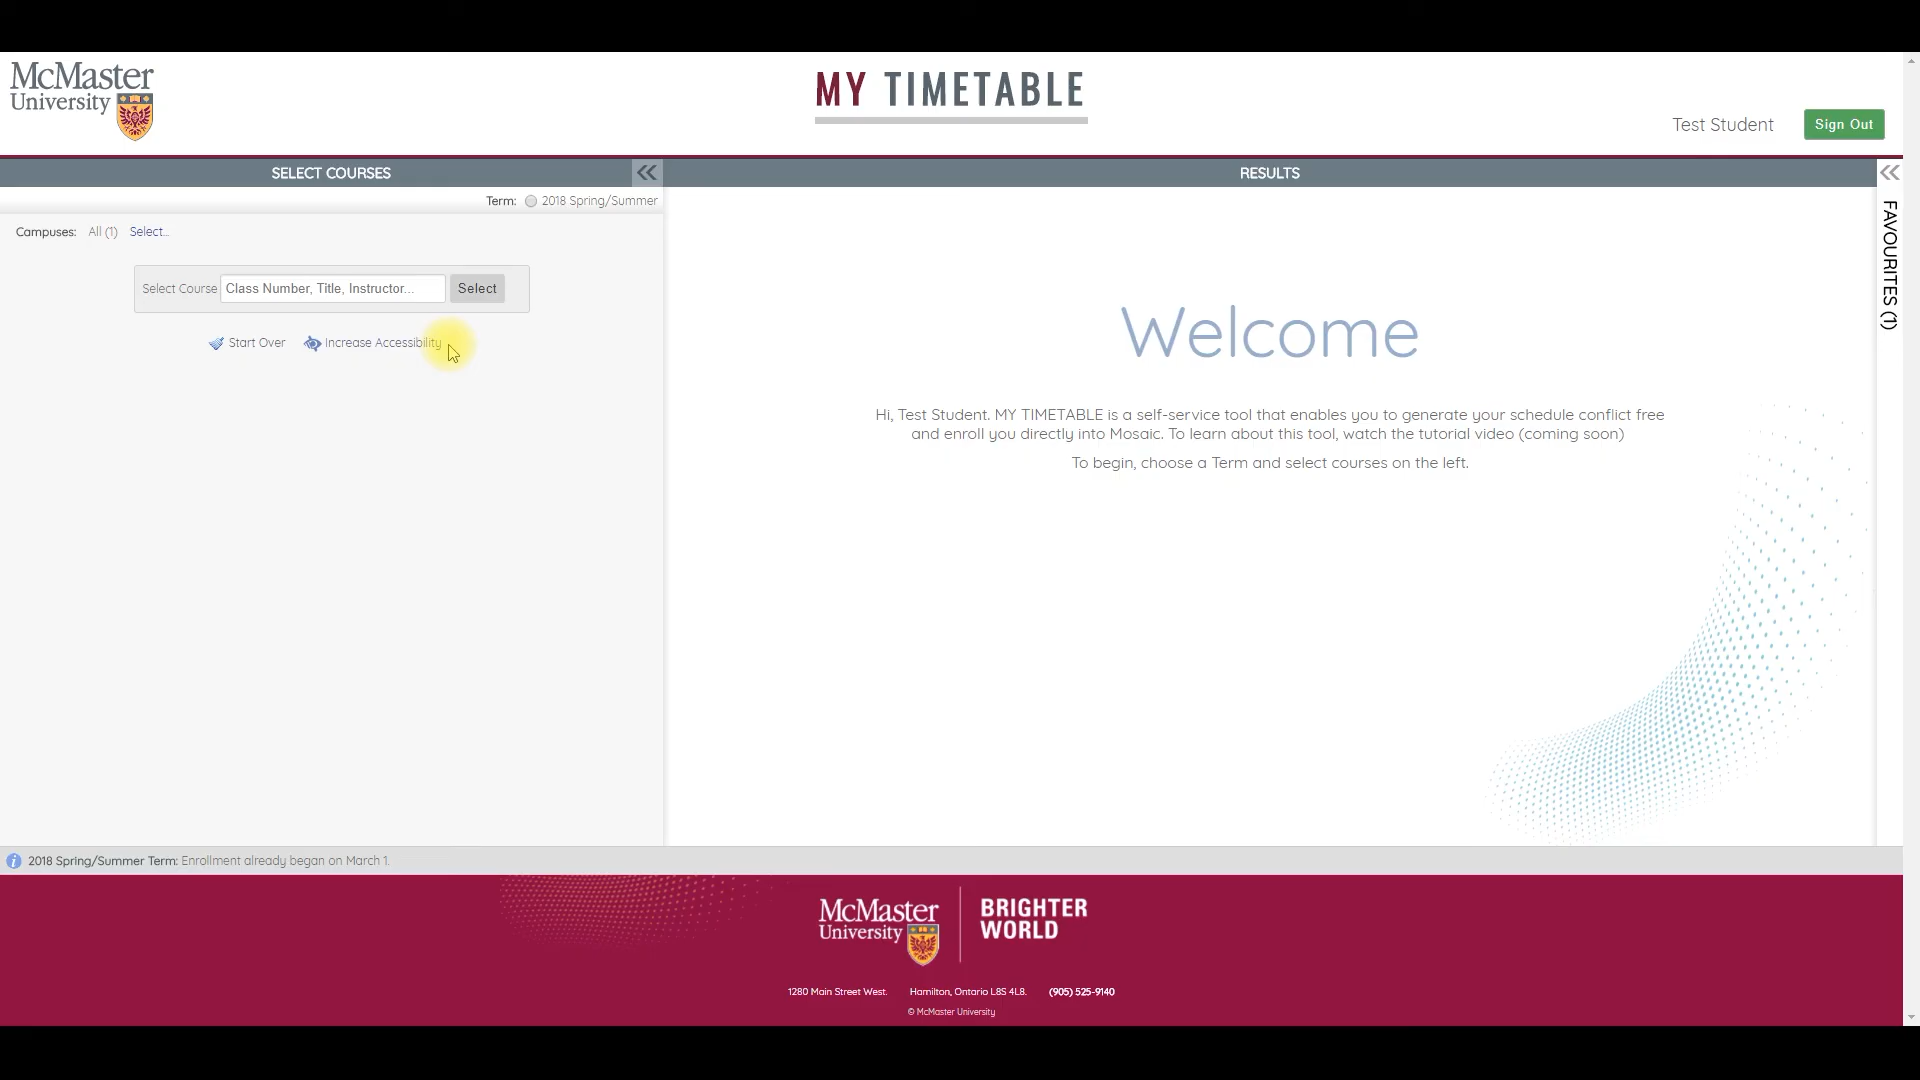 McMaster
University
MY TIMETABLE
Test Student
Sign Out
SELECT COURSES
RESULTS
Term: 2018 Spring/Summer
Campuses: All (1) Select...
Select Course Class Number, Title, Instructor... Select
Start Over Increase Accessibility
Welcome
Hi, Test Student. MY TIMETABLE is a self-service tool that enables you to generate your schedule conflict free
and enroll you directly into Mosaic. To learn about this tool, watch the tutorial video (coming soon)
To begin, choose a Term and select courses on the left.
FAVOURITES (1)
2018 Spring/Summer Term: Enrollment already began on March 1.
McMaster
University
BRIGHTER
WORLD
1280 Main Street West. Hamilton, Ontario L8S 4L8. (905) 525-9140
© McMaster University